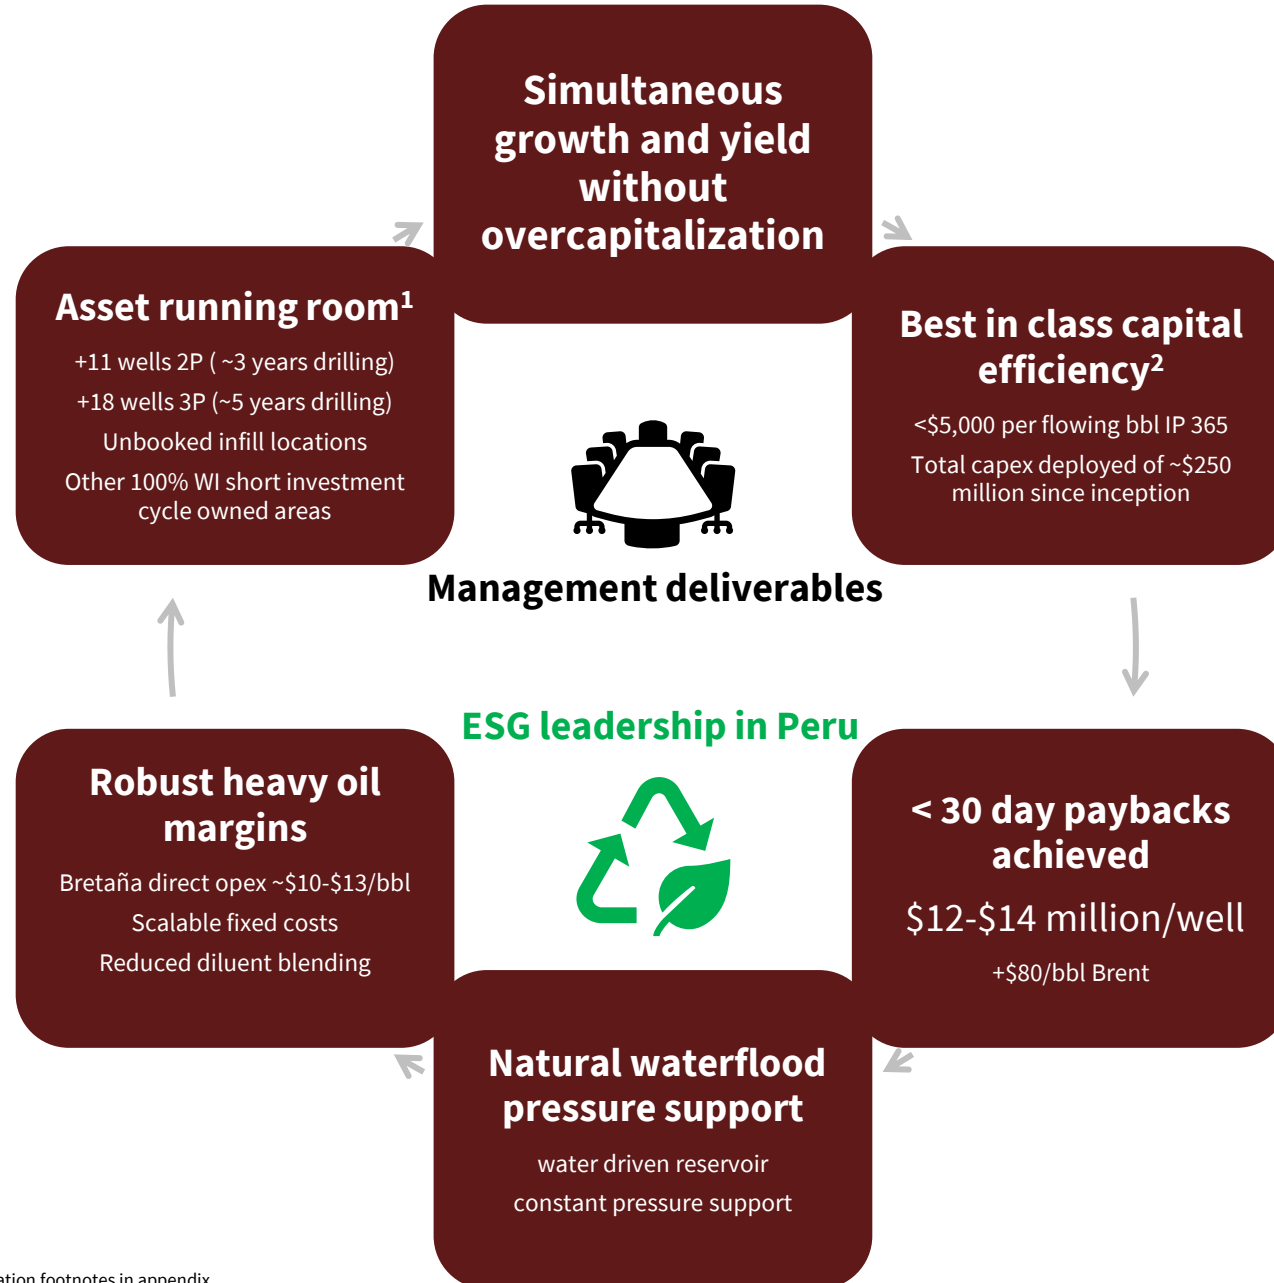 Simultaneous
growth and yield
without
overcapitalization
Asset running room¹
+11 wells 2P ( ~3 years drilling)
+18 wells 3P (~5 years drilling)
Unbooked infill locations
Other 100% WI short investment
cycle owned areas
Best in class capital
efficiency²
<$5,000 per flowing bbl IP 365
Total capex deployed of ~$250
million since inception
Management deliverables
ESG leadership in Peru
Robust heavy oil
margins
Bretaña direct opex ~$10-$13/bbl
Scalable fixed costs
Reduced diluent blending
< 30 day paybacks
achieved
$12-$14 million/well
+$80/bbl Brent
Natural waterflood
pressure support
water driven reservoir
constant pressure support
footnotes in appendix